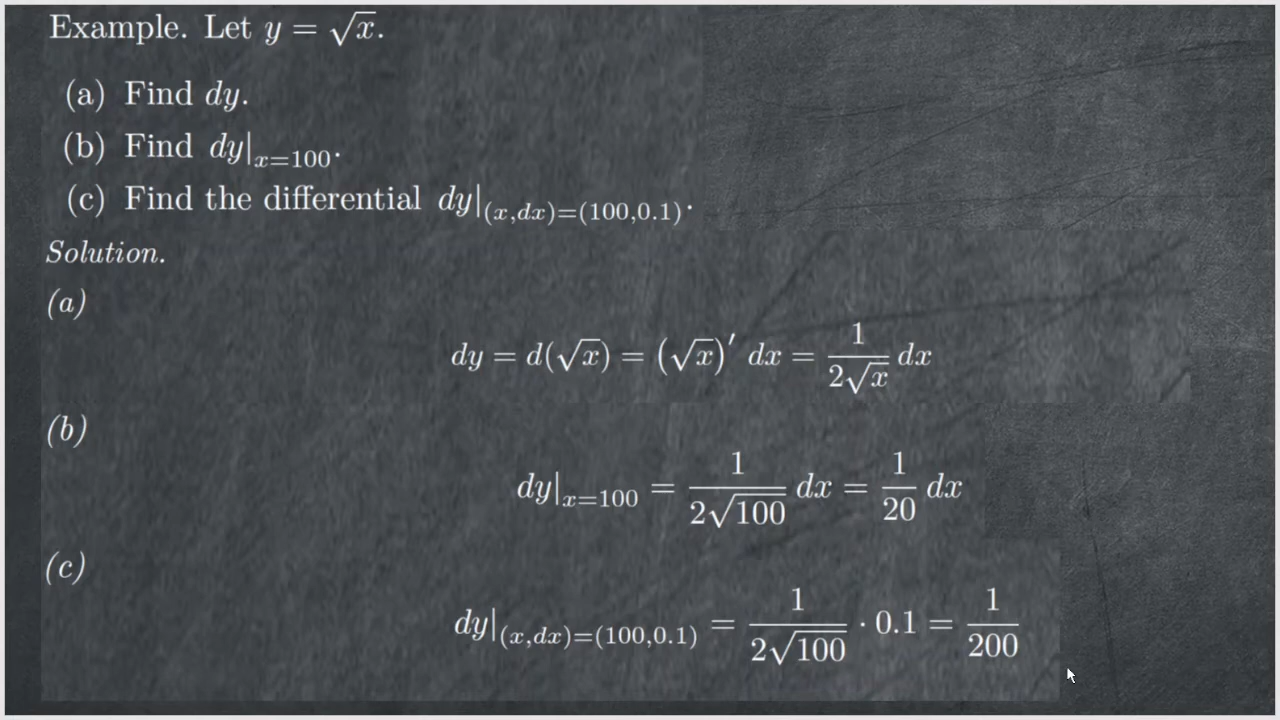 Example. Let y = √x.
(a) Find dy.
(b) Find dy|ₓ₌₁₀₀.
(c) Find the differential dy|_(x,dx)=(100,0.1).
Solution.
(a)
dy = d(√x) = (√x)′ dx = 1/(2√x) dx
(b)
dy|ₓ₌₁₀₀ = 1/(2√100) dx = 1/20 dx
(c)
dy|_(x,dx)=(100,0.1) = 1/(2√100) · 0.1 = 1/200